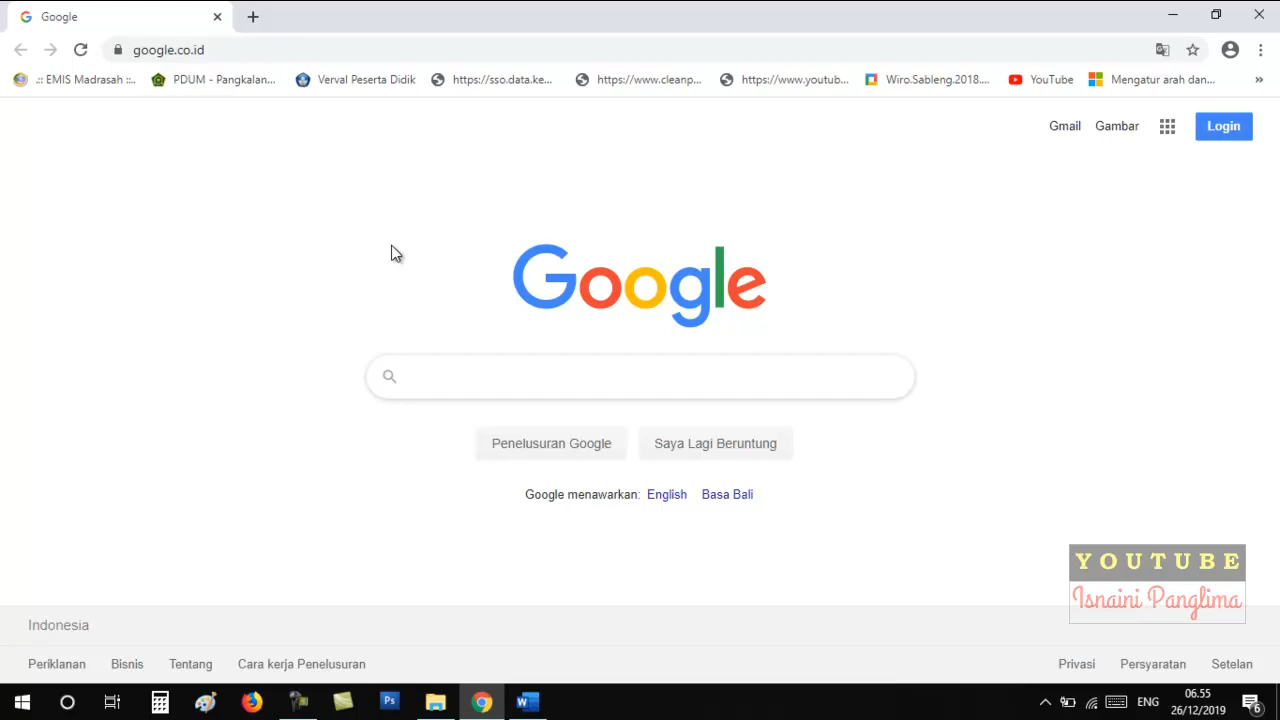 Google
google.co.id
.:: EMIS Madrasah ::.. PDUM - Pangkalan... Verval Peserta Didik https://sso.data.ke... https://www.cleanp... https://www.youtub... Wiro.Sableng.2018.... YouTube Mengatur arah dan... »
Gmail Gambar Login
Google
Penelusuran Google Saya Lagi Beruntung
Google menawarkan: English Basa Bali
YOUTUBE
Isnaini Panglima
Indonesia
Periklanan Bisnis Tentang Cara kerja Penelusuran Privasi Persyaratan Setelan
Ps W ENG 06.55
26/12/2019 6